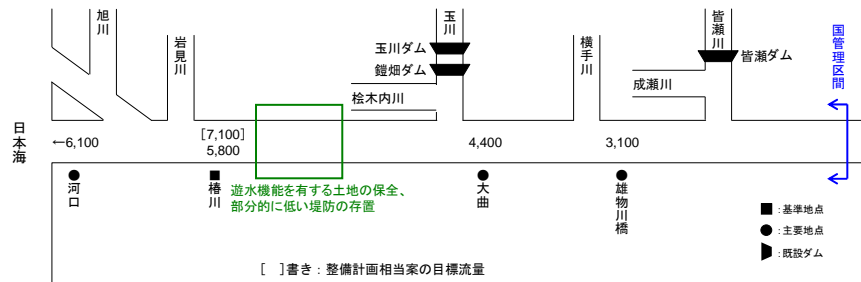 旭川
岩見川
玉川
玉川ダム
鎧畑ダム
桧木内川
横手川
皆瀬川
皆瀬ダム
成瀬川
国管理区間
日本海
←6,100
[7,100]
5,800
4,400
3,100
河口
椿川
遊水機能を有する土地の保全、
部分的に低い堤防の存置
大曲
雄物川橋
■:基準地点
●:主要地点
:既設ダム
[ ]書き:整備計画相当案の目標流量